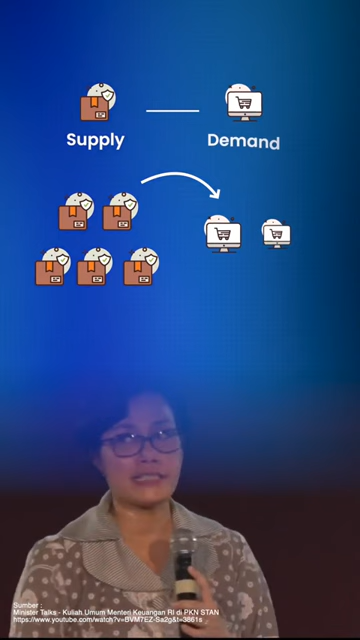 Supply
Demand
Sumber :
Minister Talks - Kuliah Umum Menteri Keuangan RI di PKN STAN
https://www.youtube.com/watch?v=BVM7EZ-Sa2g&t=3861s